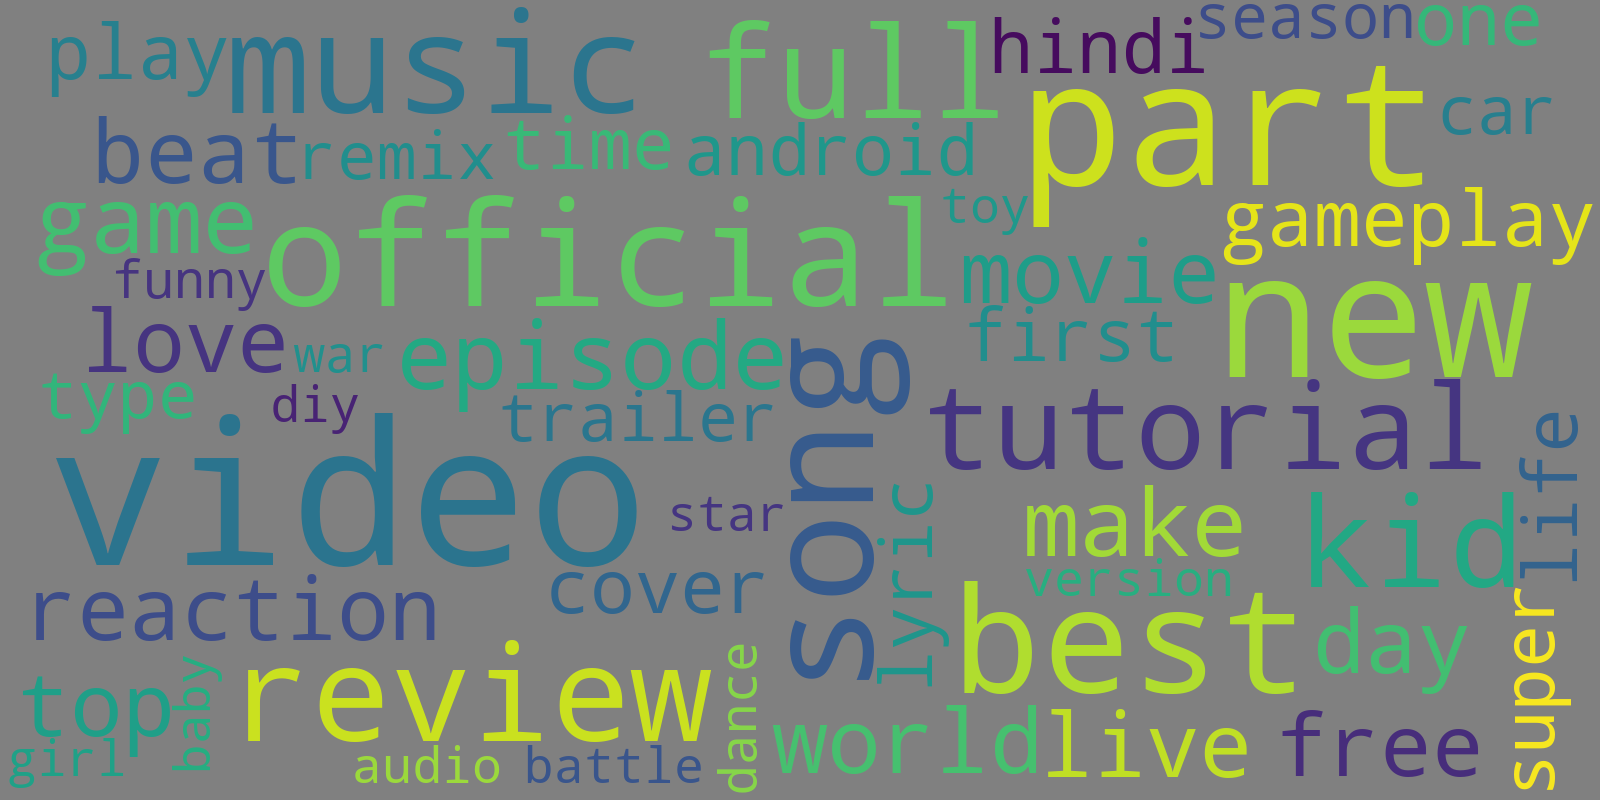 play
music
full
hindi
season
one
part
car
beat
remix
time
android
game
official
toy
gameplay
funny
movie
new
love
war
episode
first
type
diy
trailer
song
tutorial
video
star
lyric
make
kid
life
reaction
cover
version
best
day
super
top
baby
review
dance
world
live
free
girl
audio
battle